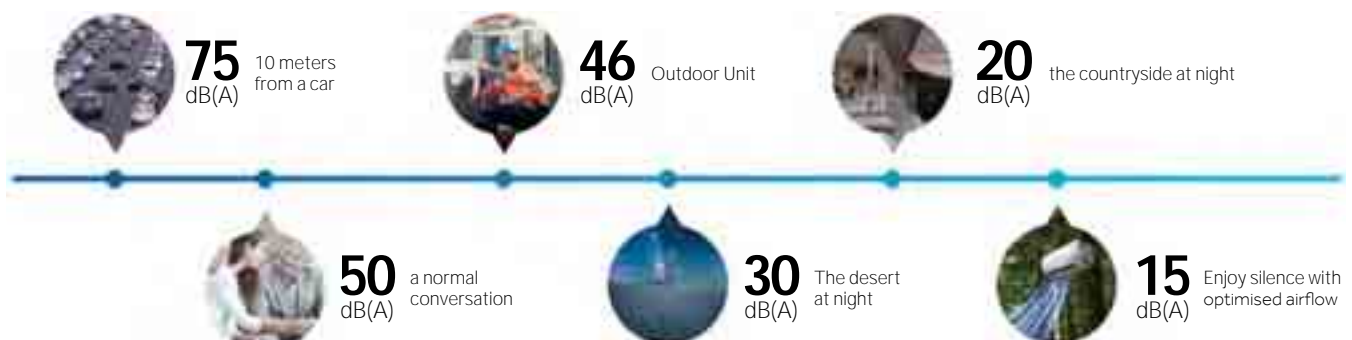 75
dB(A)
10 meters
from a car
46
dB(A)
Outdoor Unit
20
dB(A)
the countryside at night
50
dB(A)
a normal
conversation
30
dB(A)
The desert
at night
15
dB(A)
Enjoy silence with
optimised airflow